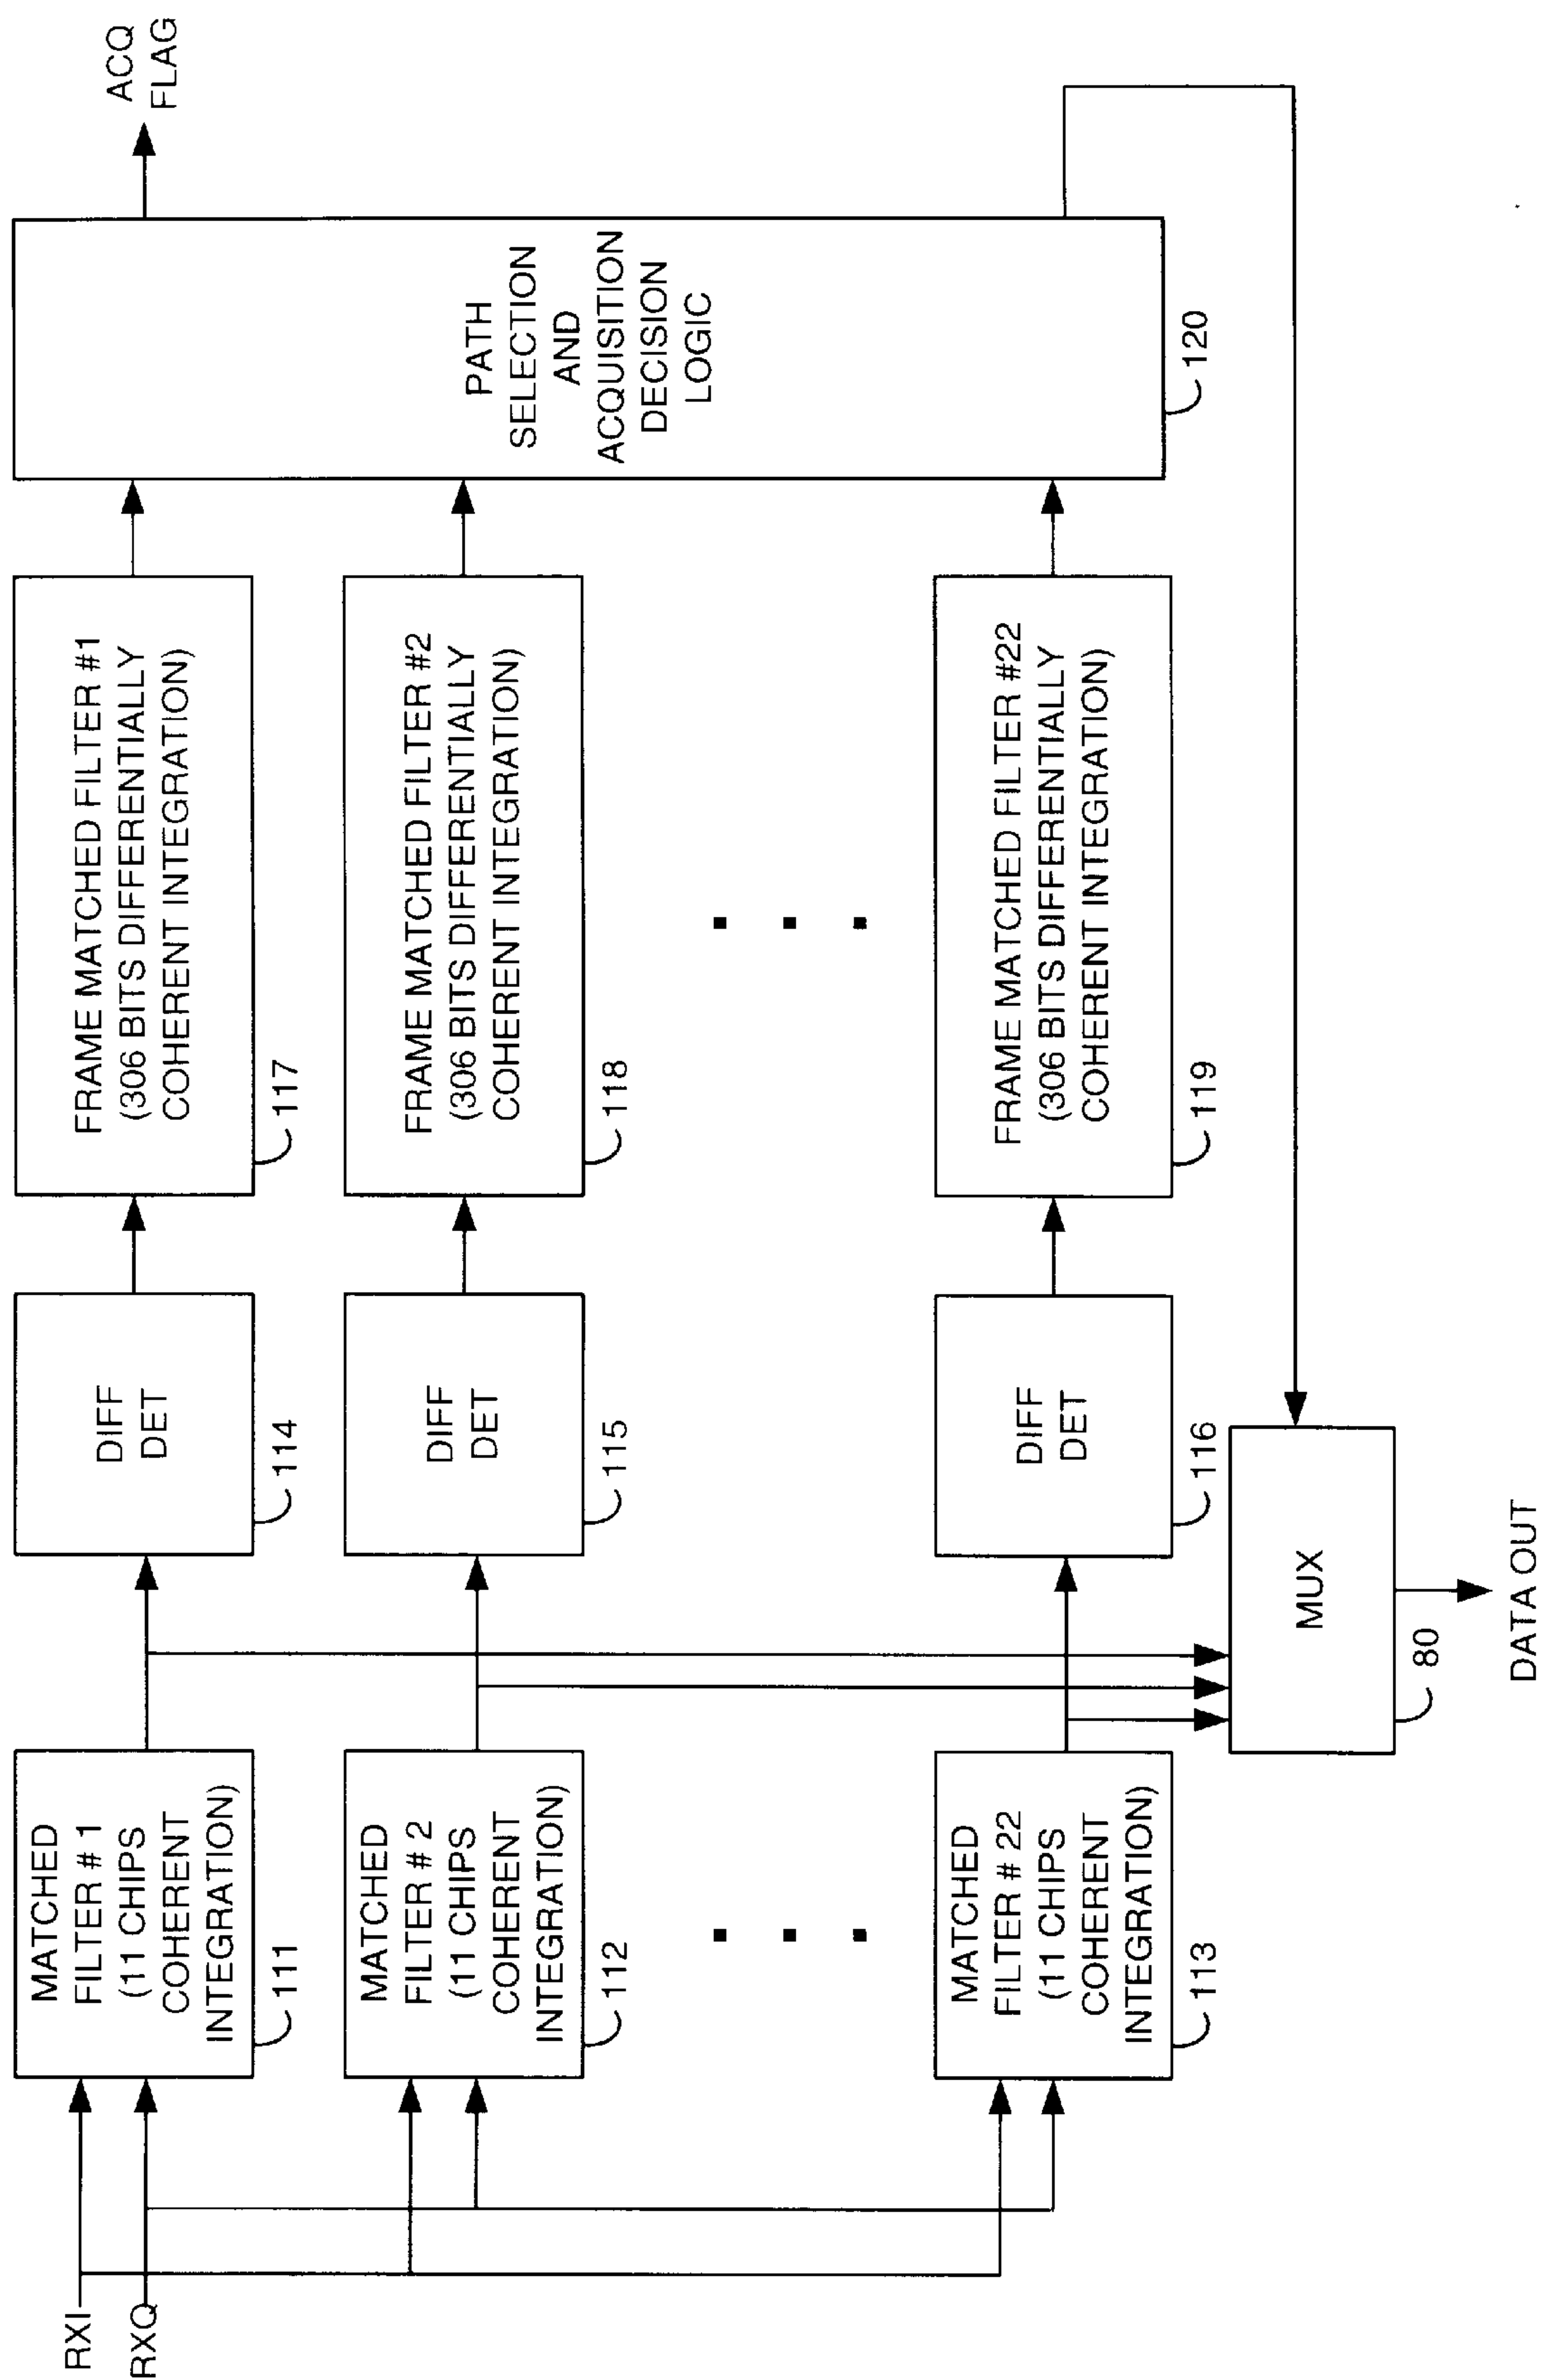 RXI
RXQ
MATCHED
FILTER # 1
(11 CHIPS
COHERENT
INTEGRATION)
111
DIFF
DET
114
FRAME MATCHED FILTER #1
(306 BITS DIFFERENTIALLY
COHERENT INTEGRATION)
117
MATCHED
FILTER # 2
(11 CHIPS
COHERENT
INTEGRATION)
112
DIFF
DET
115
FRAME MATCHED FILTER #2
(306 BITS DIFFERENTIALLY
COHERENT INTEGRATION)
118
MATCHED
FILTER # 22
(11 CHIPS
COHERENT
INTEGRATION)
113
DIFF
DET
116
FRAME MATCHED FILTER #22
(306 BITS DIFFERENTIALLY
COHERENT INTEGRATION)
119
PATH
SELECTION
AND
ACQUISITION
DECISION
LOGIC
120
ACQ
FLAG
MUX
80
DATA OUT